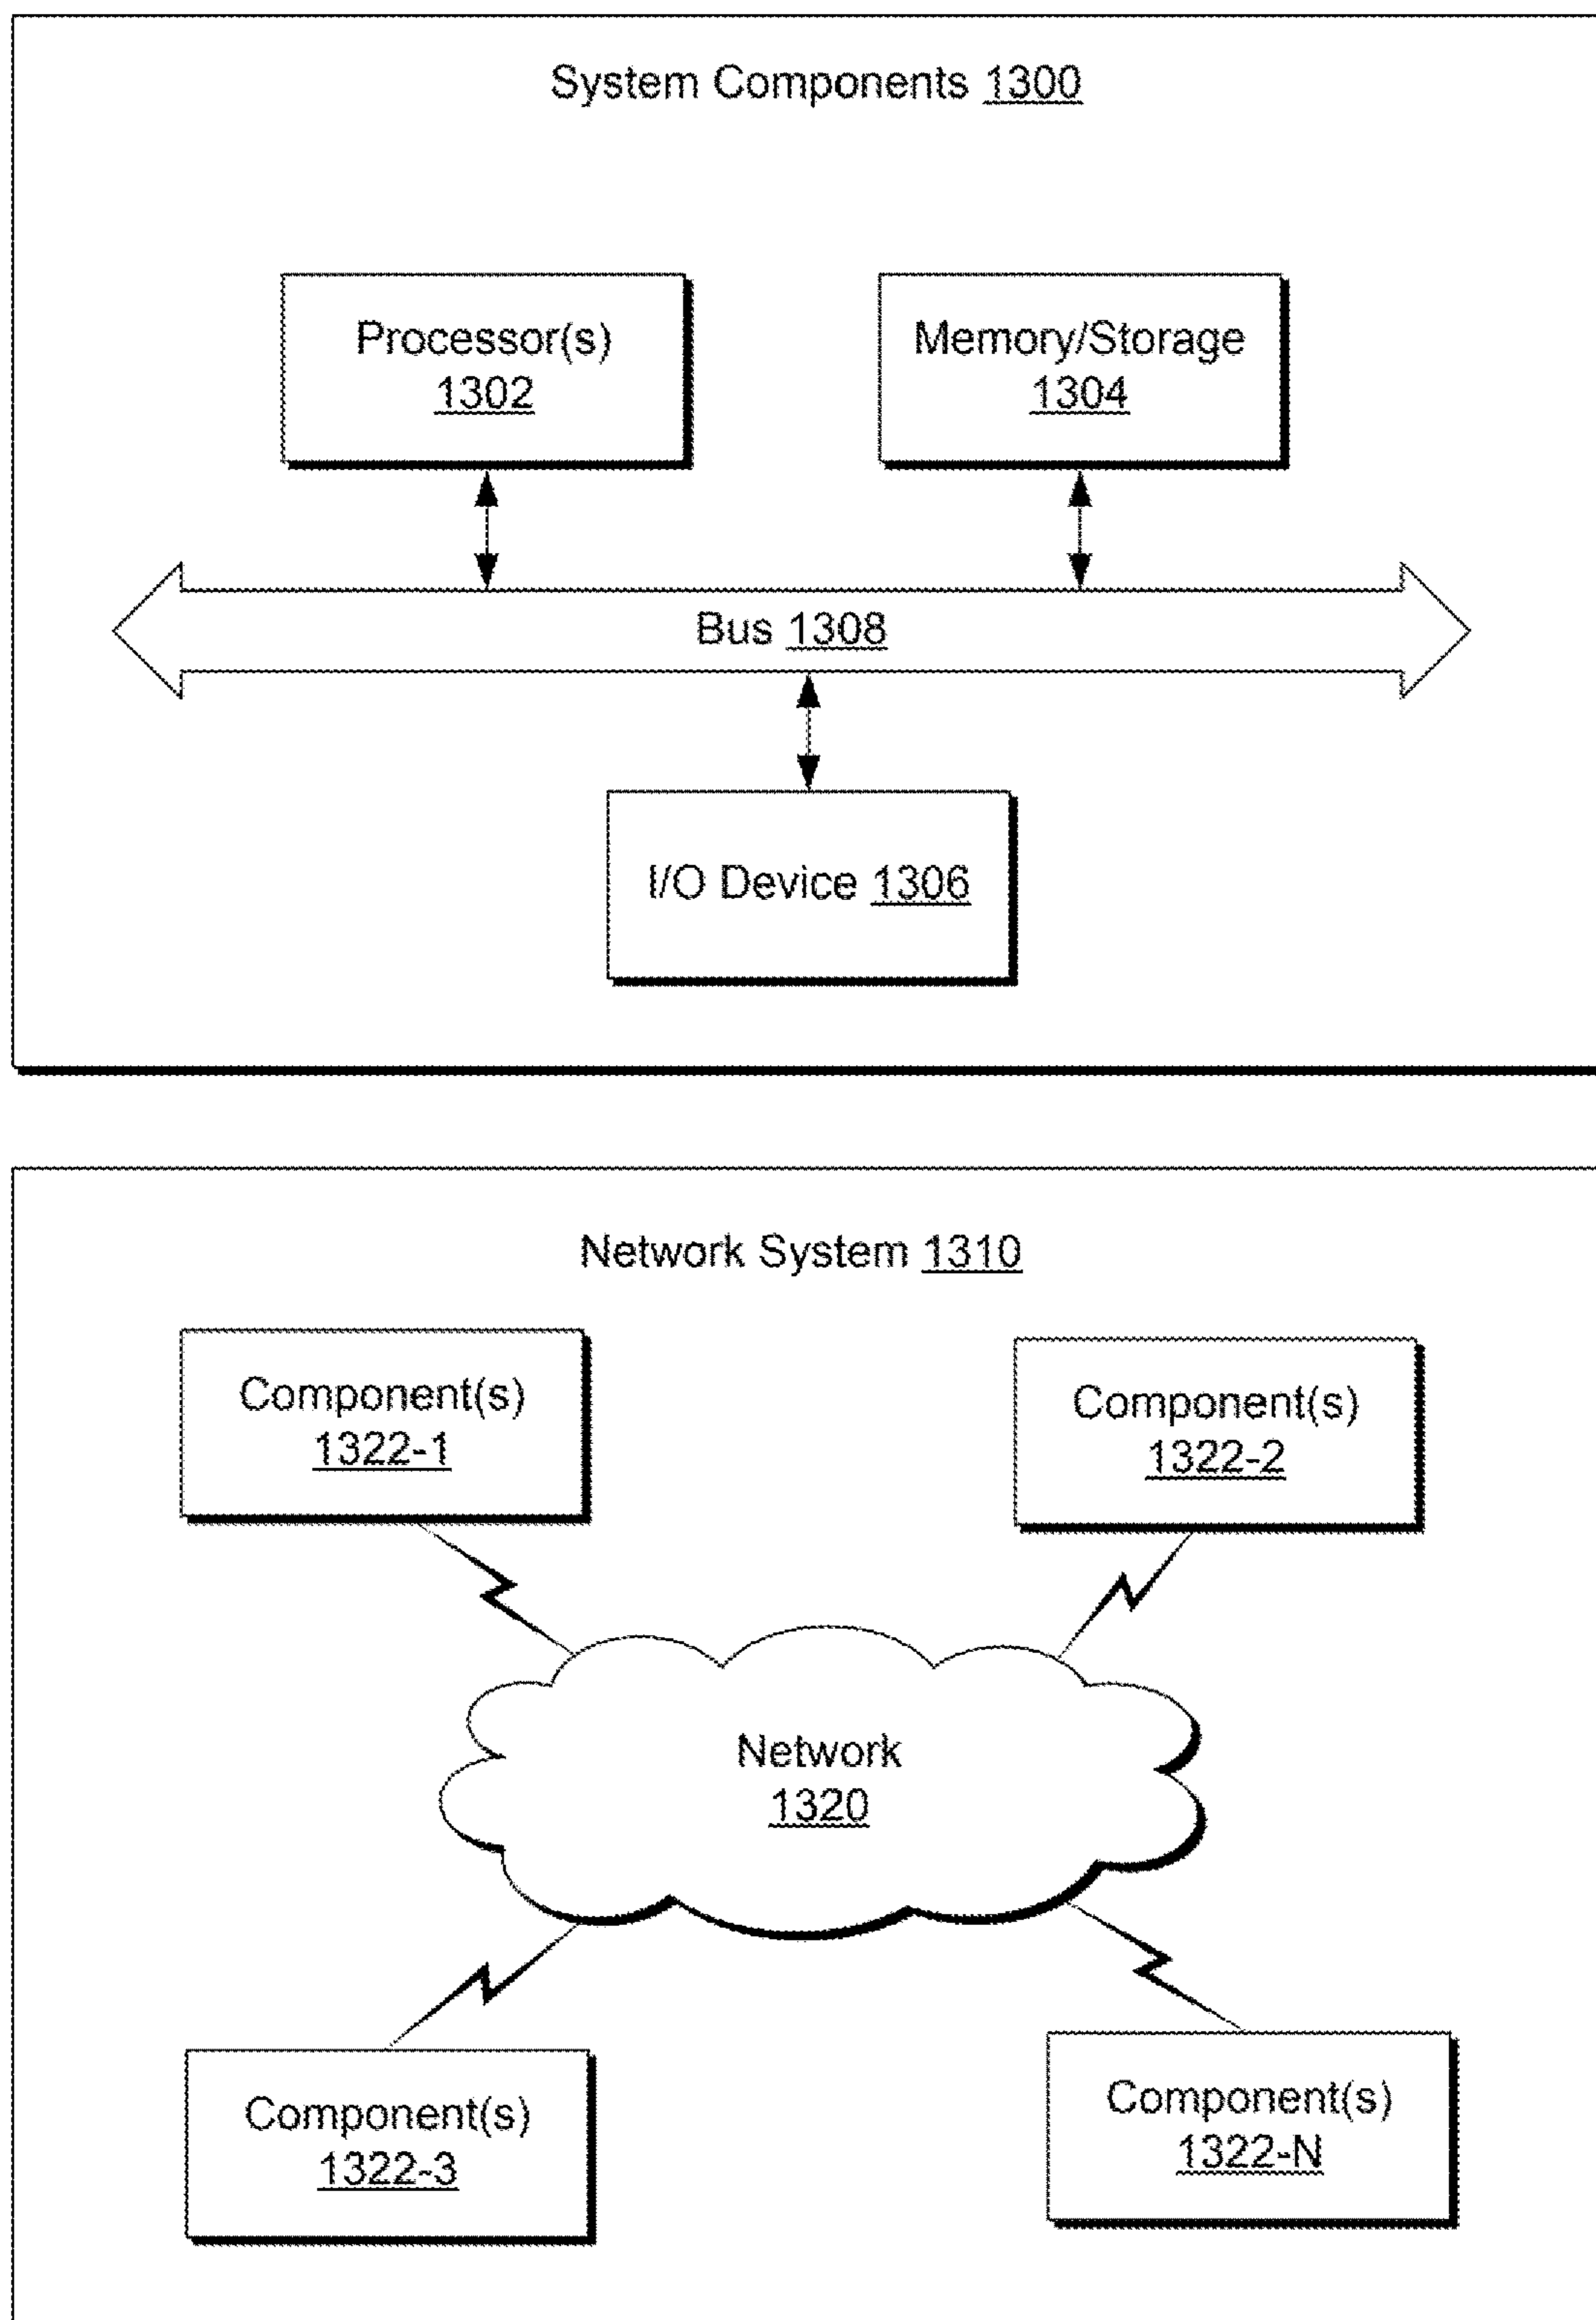 System Components 1300
Processor(s)
1302
Memory/Storage
1304
Bus 1308
I/O Device 1306
Network System 1310
Component(s)
1322-1
Component(s)
1322-2
Network
1320
Component(s)
1322-3
Component(s)
1322-N